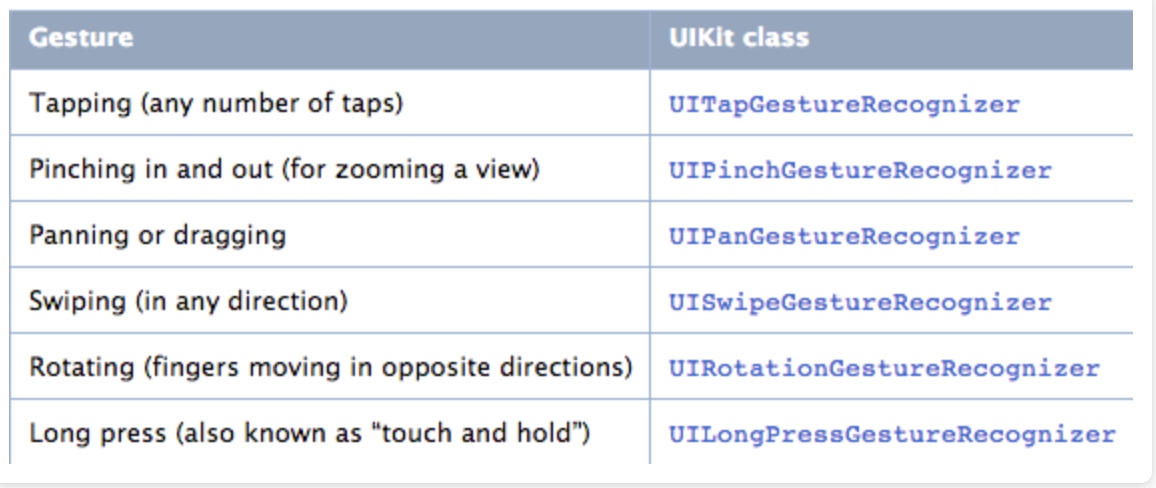 Gesture UIKit class
Tapping (any number of taps) UITapGestureRecognizer
Pinching in and out (for zooming a view) UIPinchGestureRecognizer
Panning or dragging UIPanGestureRecognizer
Swiping (in any direction) UISwipeGestureRecognizer
Rotating (fingers moving in opposite directions) UIRotationGestureRecognizer
Long press (also known as “touch and hold”) UILongPressGestureRecognizer